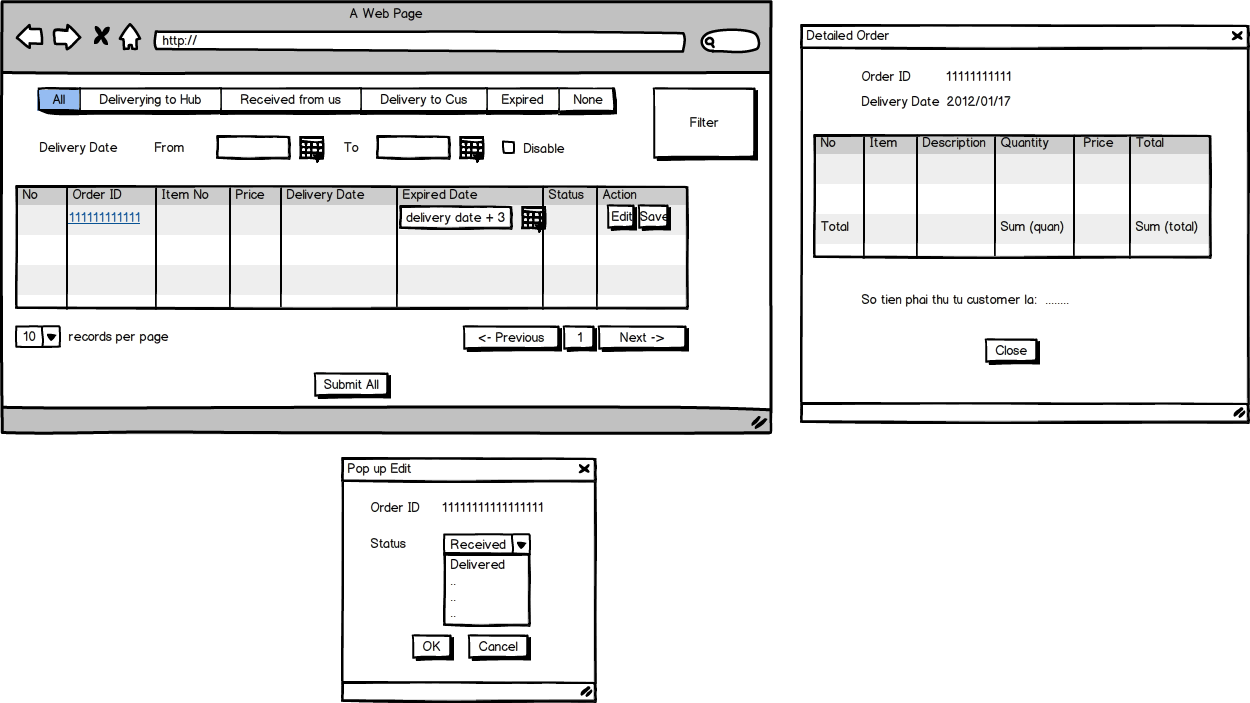 A Web Page
http://
All Deliverying to Hub Received from us Delivery to Cus Expired None
Filter
Delivery Date From To Disable
No Order ID Item No Price Delivery Date Expired Date Status Action
111111111111 delivery date + 3 Edit Save
10 records per page <- Previous 1 Next ->
Submit All
Detailed Order
Order ID 11111111111
Delivery Date 2012/01/17
No Item Description Quantity Price Total
Total Sum (quan) Sum (total)
So tien phai thu tu customer la: ........
Close
Pop up Edit
Order ID 11111111111111111
Status Received
Delivered
..
..
..
OK Cancel